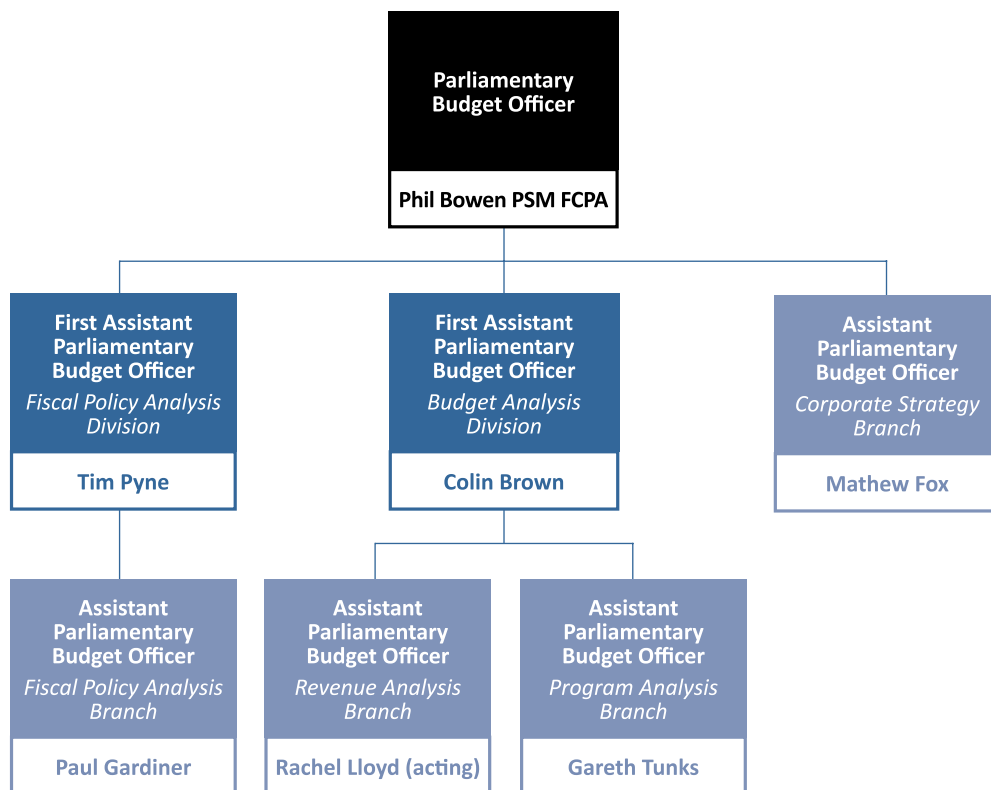 Parliamentary
Budget Officer
Phil Bowen PSM FCPA
First Assistant
Parliamentary
Budget Officer
Fiscal Policy Analysis
Division
Tim Pyne
First Assistant
Parliamentary
Budget Officer
Budget Analysis
Division
Colin Brown
Assistant
Parliamentary
Budget Officer
Corporate Strategy
Branch
Mathew Fox
Assistant
Parliamentary
Budget Officer
Fiscal Policy Analysis
Branch
Paul Gardiner
Assistant
Parliamentary
Budget Officer
Revenue Analysis
Branch
Rachel Lloyd (acting)
Assistant
Parliamentary
Budget Officer
Program Analysis
Branch
Gareth Tunks